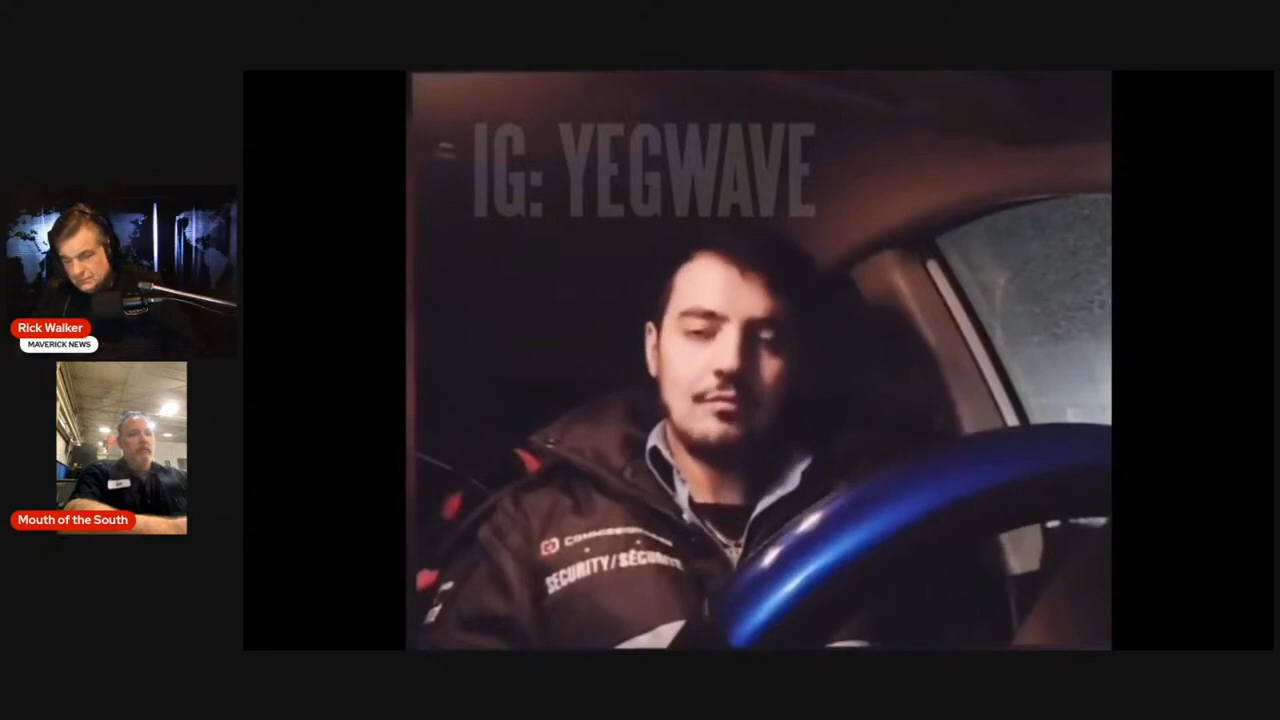 IG: YEGWAVE
Rick Walker
MAVERICK NEWS
SECURITY/SÉCURITÉ
Mouth of the South